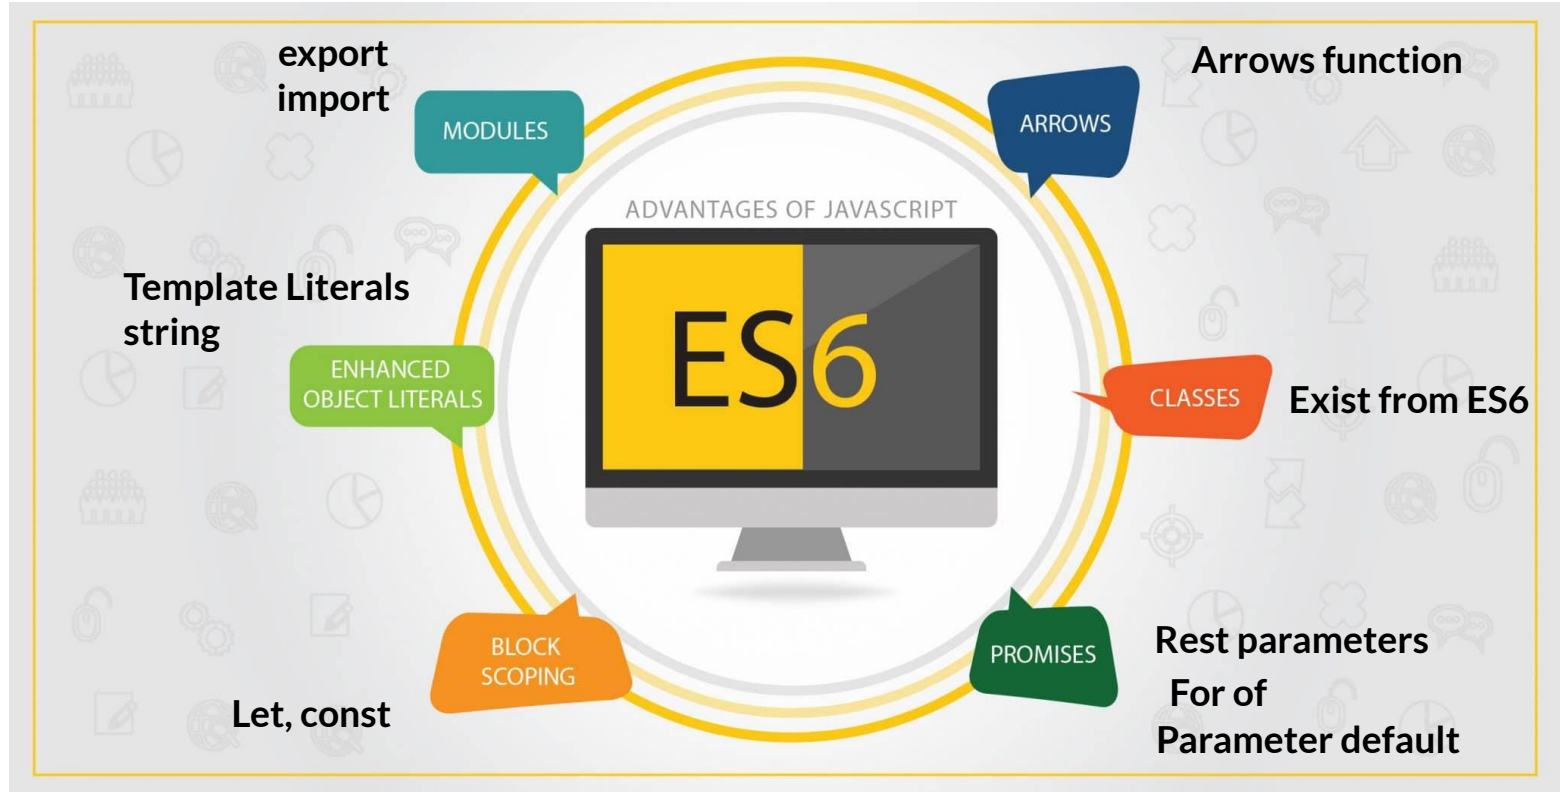 export
import
MODULES
Arrows function
ARROWS
ADVANTAGES OF JAVASCRIPT
ES6
Template Literals
string
ENHANCED
OBJECT LITERALS
CLASSES
Exist from ES6
BLOCK
SCOPING
Let, const
PROMISES
Rest parameters
For of
Parameter default